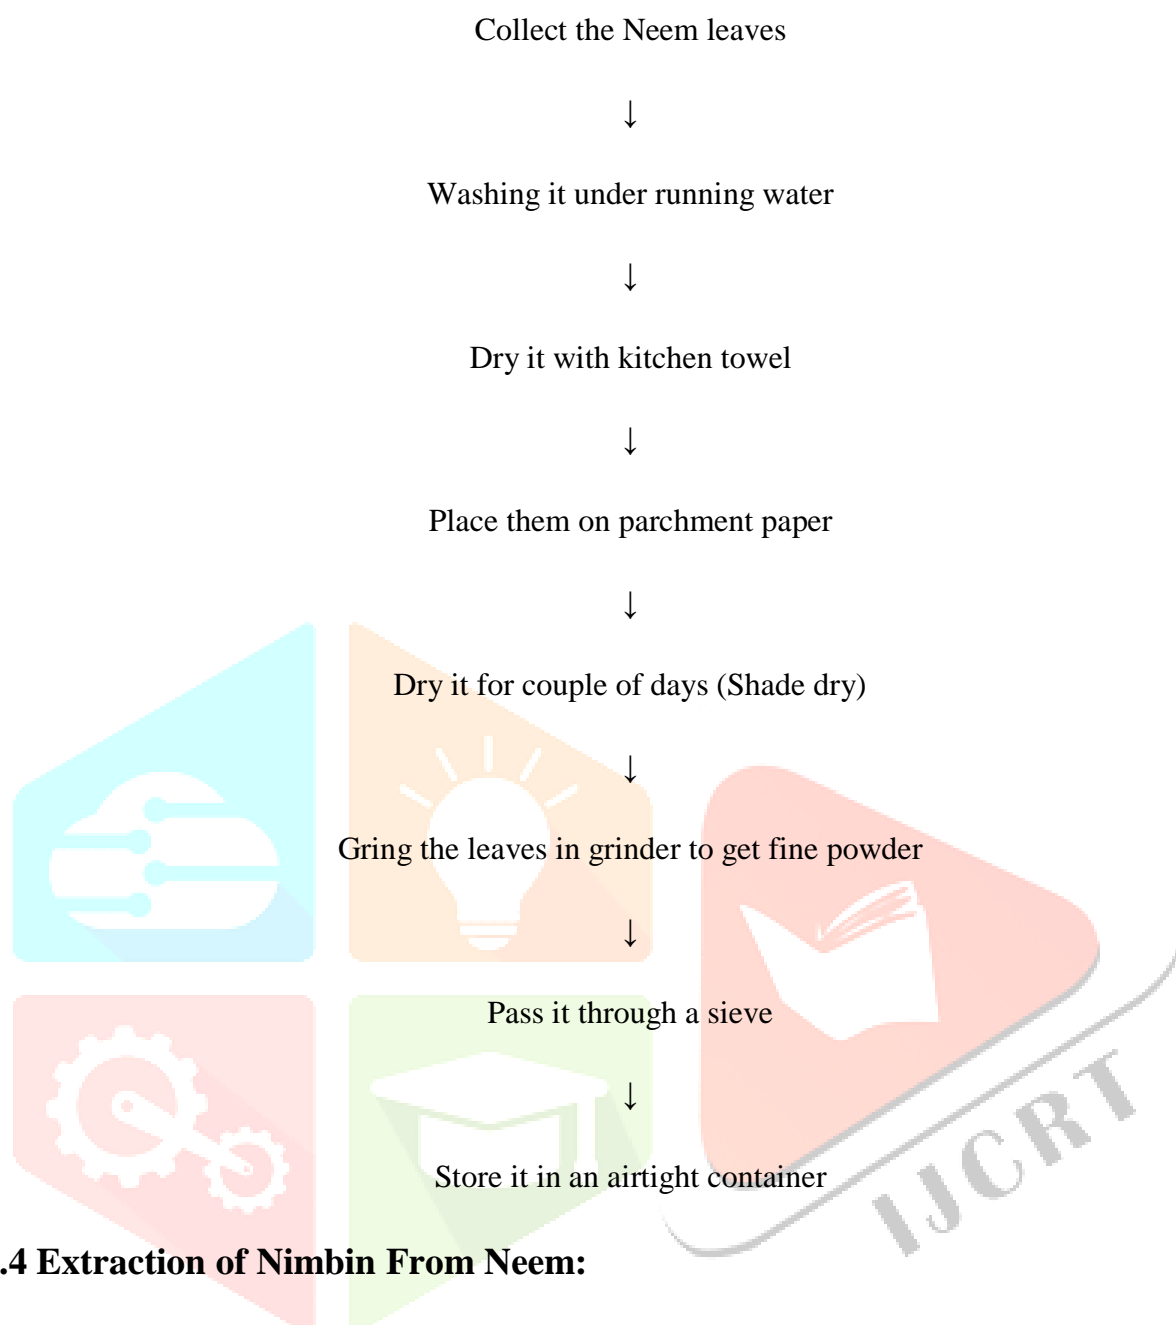 Collect the Neem leaves
↓
Washing it under running water
↓
Dry it with kitchen towel
↓
Place them on parchment paper
↓
Dry it for couple of days (Shade dry)
↓
Gring the leaves in grinder to get fine powder
↓
Pass it through a sieve
↓
Store it in an airtight container
IJCRT
.4 Extraction of Nimbin From Neem: